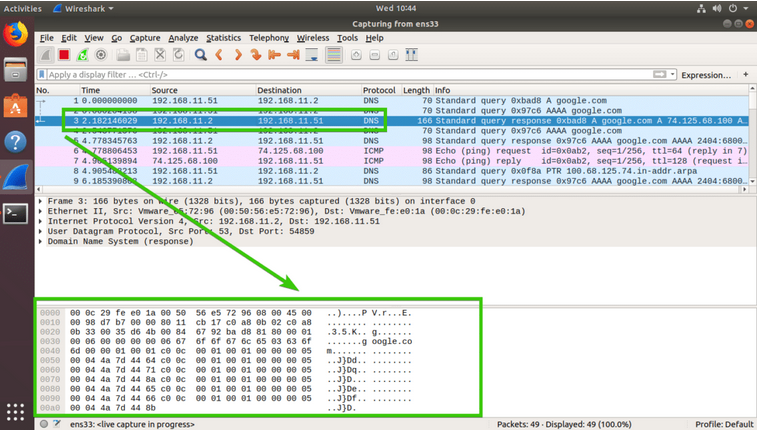 Activities Wireshark Wed 10:44
Capturing from ens33
File Edit View Go Capture Analyze Statistics Telephony Wireless Tools Help
Apply a display filter ... <Ctrl-/> Expression... +
No. Time Source Destination Protocol Length Info
1 0.000000000 192.168.11.51 192.168.11.2 DNS 70 Standard query 0xbad8 A google.com
192.168.11.51 192.168.11.2 DNS 70 Standard query 0x97c6 AAAA google.com
3 2.182146029 192.168.11.2 192.168.11.51 DNS 166 Standard query response 0xbad8 A google.com A 74.125.68.100 A...
192.168.11.51 192.168.11.2 DNS 70 Standard query 0x97c6 AAAA google.com
5 4.778345763 192.168.11.2 192.168.11.51 DNS 98 Standard query response 0x97c6 AAAA google.com AAAA 2404:6800...
6 4.778806453 192.168.11.51 74.125.68.100 ICMP 98 Echo (ping) request id=0x0ab2, seq=1/256, ttl=64 (reply in 7)
7 4.905139894 74.125.68.100 192.168.11.51 ICMP 98 Echo (ping) reply id=0x0ab2, seq=1/256, ttl=128 (request i...
8 192.168.11.51 192.168.11.2 DNS 86 Standard query 0x0f8a PTR 100.68.125.74.in-addr.arpa
9 192.168.11.2 192.168.11.51 DNS 98 Standard query response 0x97c6 AAAA google.com AAAA 2404:6800...
Frame 3: 166 bytes on wire (1328 bits), 166 bytes captured (1328 bits) on interface 0
Ethernet II, Src: Vmware_e5:72:96 (00:50:56:e5:72:96), Dst: Vmware_fe:e0:1a (00:0c:29:fe:e0:1a)
Internet Protocol Version 4, Src: 192.168.11.2, Dst: 192.168.11.51
User Datagram Protocol, Src Port: 53, Dst Port: 54859
Domain Name System (response)
0000 00 0c 29 fe e0 1a 00 50 56 e5 72 96 08 00 45 00 ..)....P V.r...E.
0010 00 98 d7 b7 00 00 80 11 cb 17 c0 a8 0b 02 c0 a8 ........ ........
0020 0b 33 00 35 d6 4b 00 84 67 92 ba d8 81 80 00 01 .3.5.K.. g.......
0030 00 06 00 00 00 00 06 67 6f 6f 67 6c 65 03 63 6f .......g oogle.co
0040 6d 00 00 01 00 01 c0 0c 00 01 00 01 00 00 00 05 m....... ........
0050 00 04 4a 7d 44 64 c0 0c 00 01 00 01 00 00 00 05 ..J}Dd.. ........
0060 00 04 4a 7d 44 71 c0 0c 00 01 00 01 00 00 00 05 ..J}Dq.. ........
0070 00 04 4a 7d 44 8a c0 0c 00 01 00 01 00 00 00 05 ..J}D... ........
0080 00 04 4a 7d 44 65 c0 0c 00 01 00 01 00 00 00 05 ..J}De.. ........
0090 00 04 4a 7d 44 66 c0 0c 00 01 00 01 00 00 00 05 ..J}Df.. ........
00a0 00 04 4a 7d 44 8b ..J}D.
ens33: <live capture in progress> Packets: 49 · Displayed: 49 (100.0%) Profile: Default